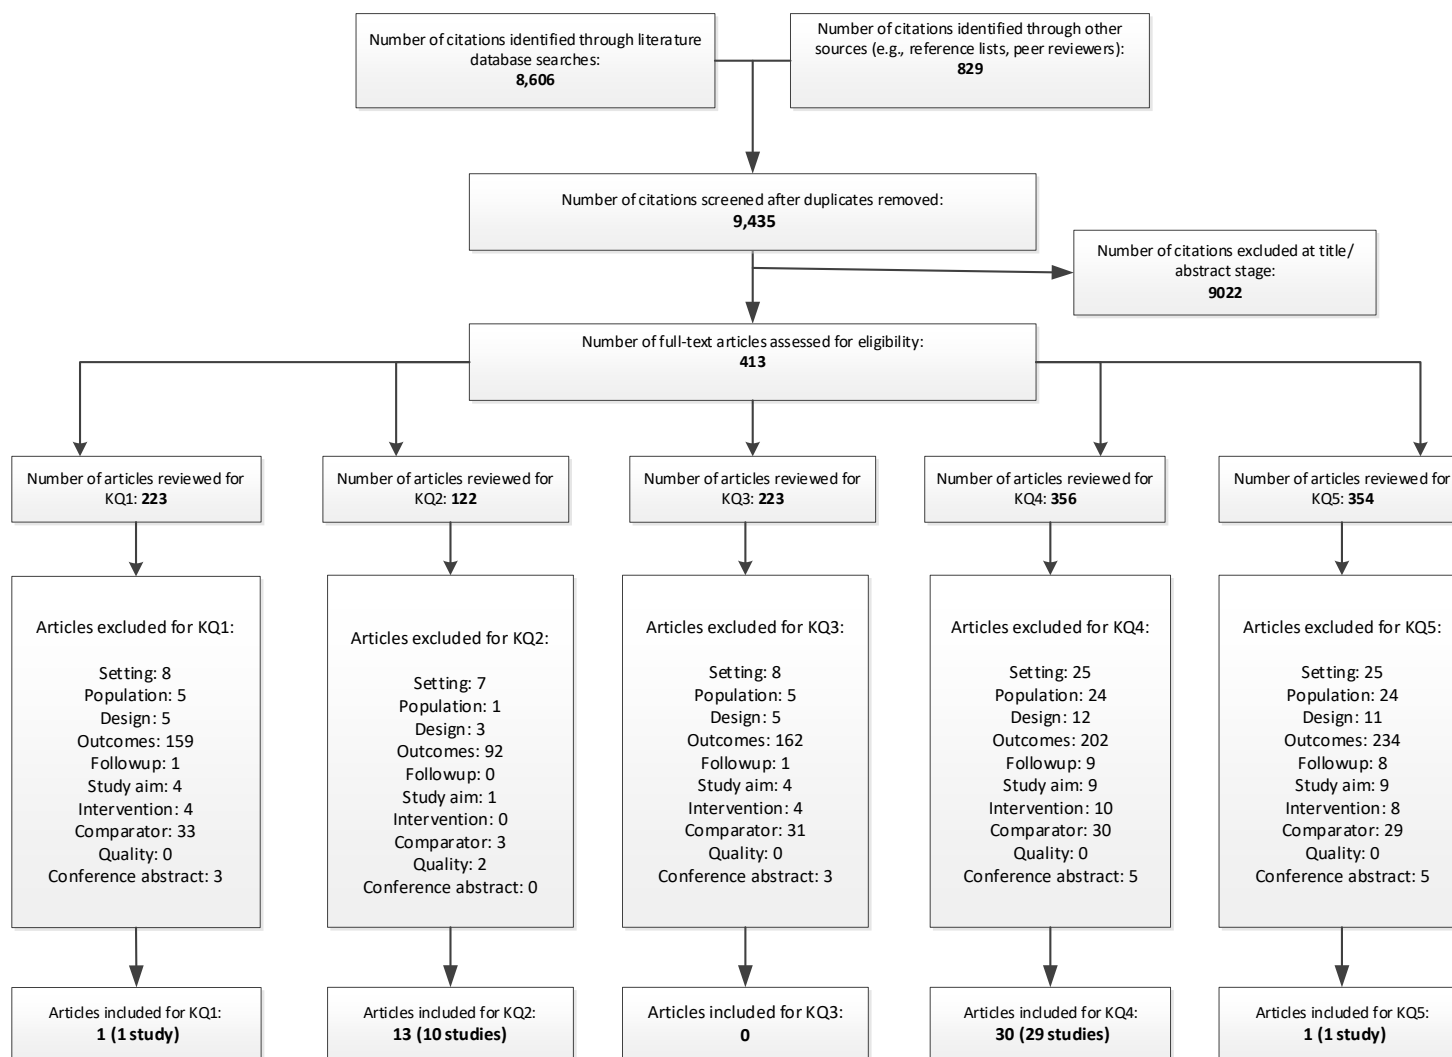 Number of citations identified through literature
database searches:
8,606
Number of citations identified through other
sources (e.g., reference lists, peer reviewers):
829
Number of citations screened after duplicates removed:
9,435
Number of citations excluded at title/
abstract stage:
9022
Number of full-text articles assessed for eligibility:
413
Number of articles reviewed for
KQ1: 223
Number of articles reviewed for
KQ2: 122
Number of articles reviewed for
KQ3: 223
Number of articles reviewed for
KQ4: 356
Number of articles reviewed for
KQ5: 354
Articles excluded for KQ1:
Setting: 8
Population: 5
Design: 5
Outcomes: 159
Followup: 1
Study aim: 4
Intervention: 4
Comparator: 33
Quality: 0
Conference abstract: 3
Articles excluded for KQ2:
Setting: 7
Population: 1
Design: 3
Outcomes: 92
Followup: 0
Study aim: 1
Intervention: 0
Comparator: 3
Quality: 2
Conference abstract: 0
Articles excluded for KQ3:
Setting: 8
Population: 5
Design: 5
Outcomes: 162
Followup: 1
Study aim: 4
Intervention: 4
Comparator: 31
Quality: 0
Conference abstract: 3
Articles excluded for KQ4:
Setting: 25
Population: 24
Design: 12
Outcomes: 202
Followup: 9
Study aim: 9
Intervention: 10
Comparator: 30
Quality: 0
Conference abstract: 5
Articles excluded for KQ5:
Setting: 25
Population: 24
Design: 11
Outcomes: 234
Followup: 8
Study aim: 9
Intervention: 8
Comparator: 29
Quality: 0
Conference abstract: 5
Articles included for KQ1:
1 (1 study)
Articles included for KQ2:
13 (10 studies)
Articles included for KQ3:
0
Articles included for KQ4:
30 (29 studies)
Articles included for KQ5:
1 (1 study)